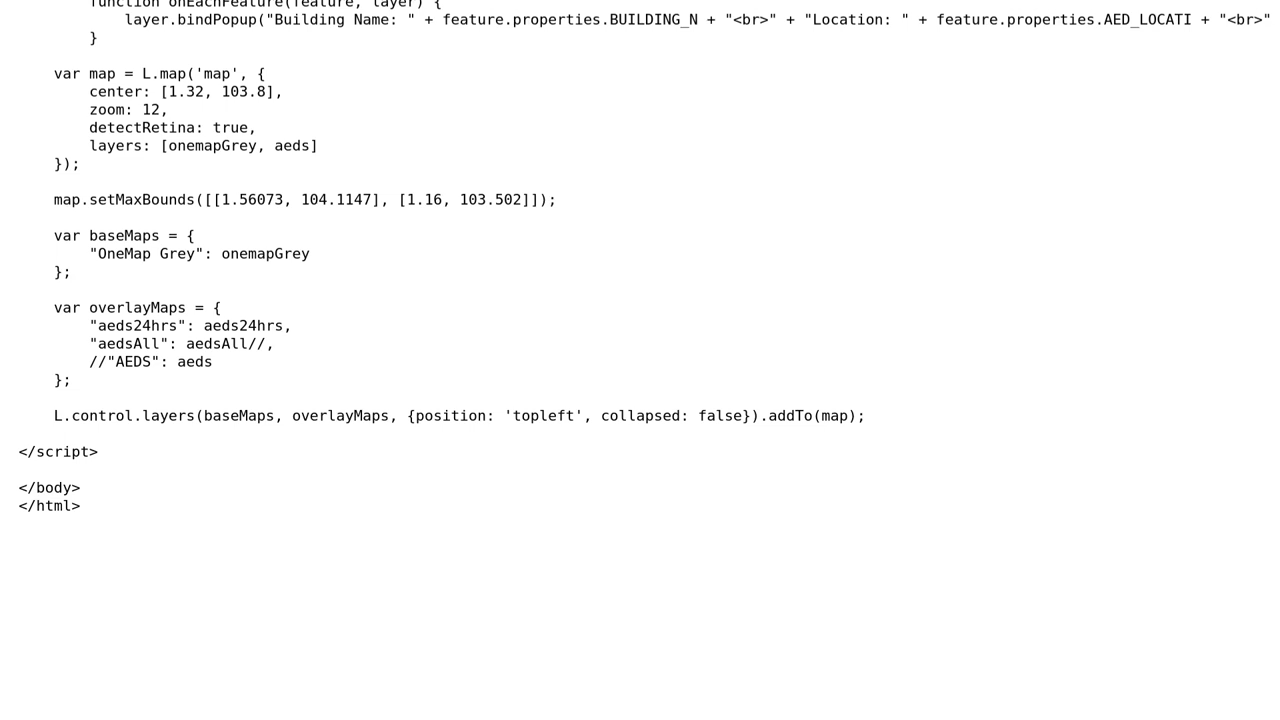 function onEachFeature(feature, layer) {
layer.bindPopup("Building Name: " + feature.properties.BUILDING_N + "<br>" + "Location: " + feature.properties.AED_LOCATI + "<br>"
}
var map = L.map('map', {
center: [1.32, 103.8],
zoom: 12,
detectRetina: true,
layers: [onemapGrey, aeds]
});
map.setMaxBounds([[1.56073, 104.1147], [1.16, 103.502]]);
var baseMaps = {
"OneMap Grey": onemapGrey
};
var overlayMaps = {
"aeds24hrs": aeds24hrs,
"aedsAll": aedsAll//,
//"AEDS": aeds
};
L.control.layers(baseMaps, overlayMaps, {position: 'topleft', collapsed: false}).addTo(map);
</script>
</body>
</html>